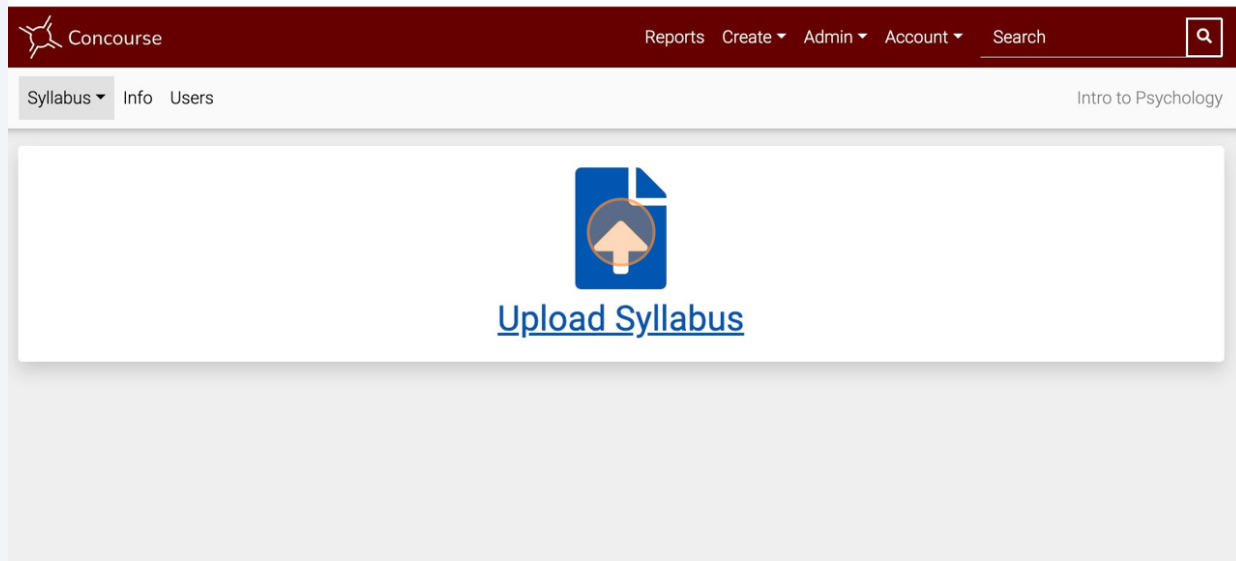 Concourse Reports Create Admin Account Search
Syllabus Info Users Intro to Psychology
Upload Syllabus